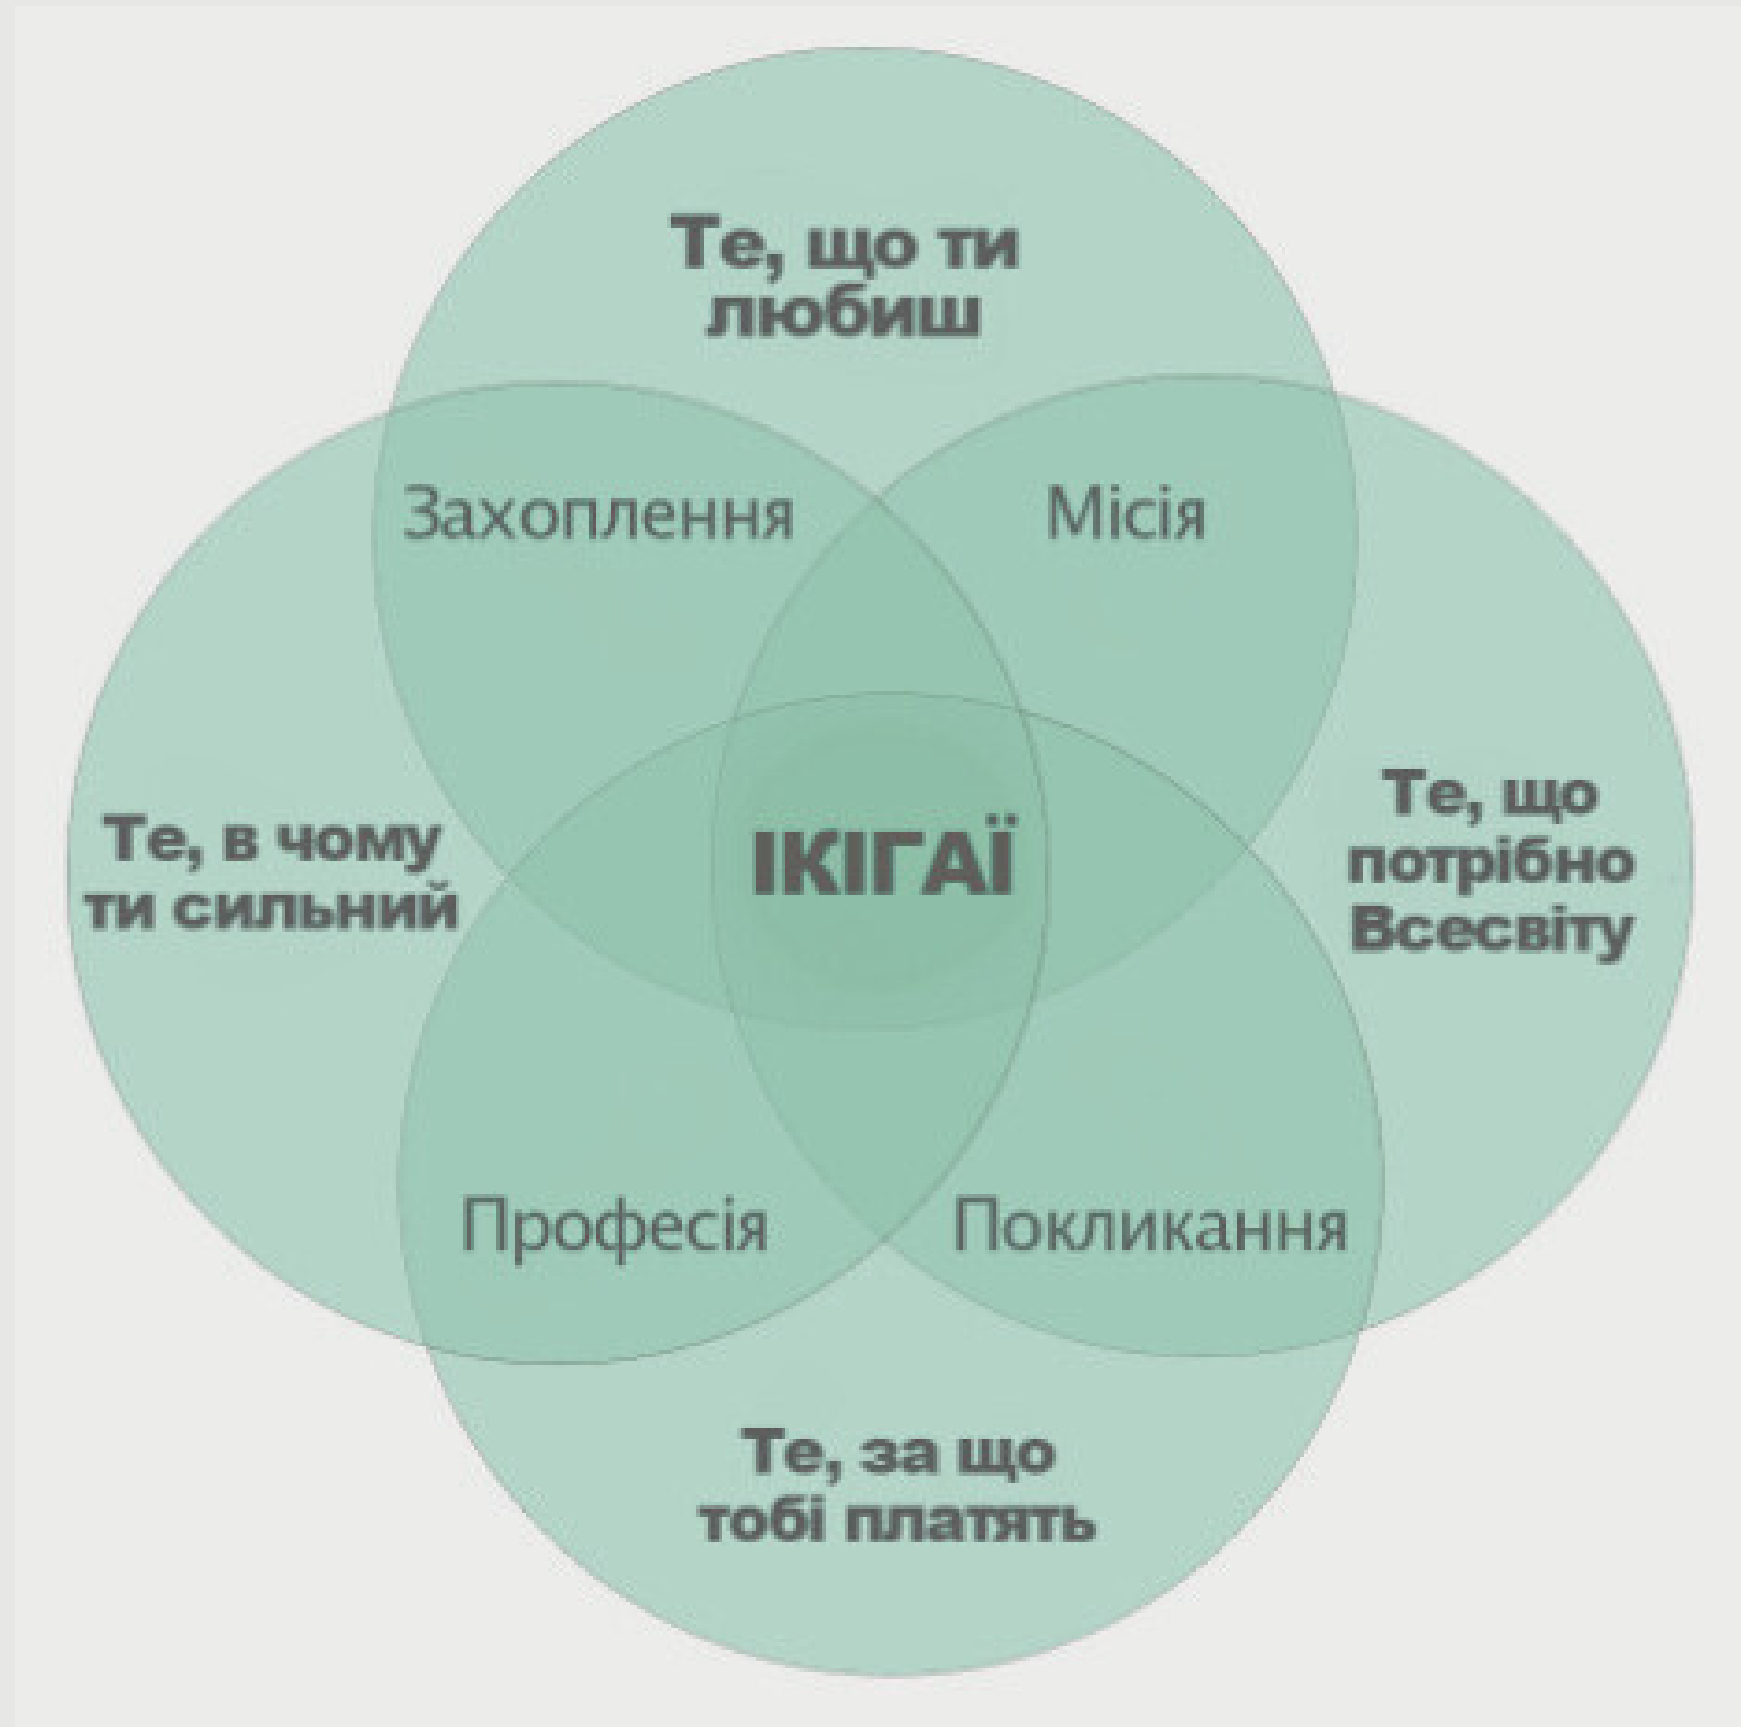 Те, що ти
любиш
Захоплення
Місія
Те, в чому
ти сильний
ІКІГАЇ
Те, що
потрібно
Всесвіту
Професія
Покликання
Те, за що
тобі платять